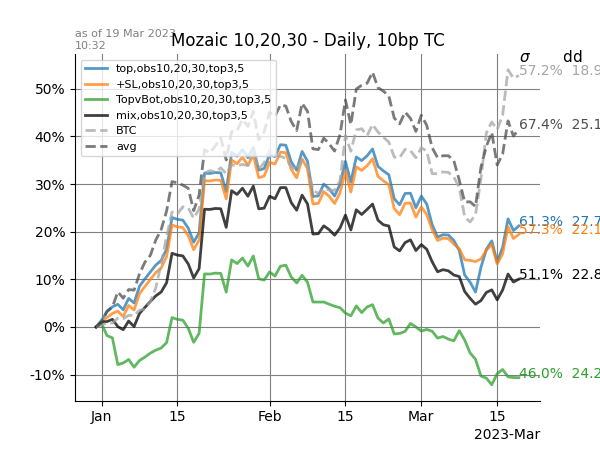 as of 19 Mar 2023
10:32
Mozaic 10,20,30 - Daily, 10bp TC
σ dd
top,obs10,20,30,top3,5
+SL,obs10,20,30,top3,5
TopvBot,obs10,20,30,top3,5
mix,obs10,20,30,top3,5
BTC
avg
57.2% 18.9
67.4% 25.1
61.3% 27.7
57.3% 22.1
51.1% 22.8
46.0% 24.2
50%
40%
30%
20%
10%
0%
-10%
Jan 15 Feb 15 Mar 15
2023-Mar